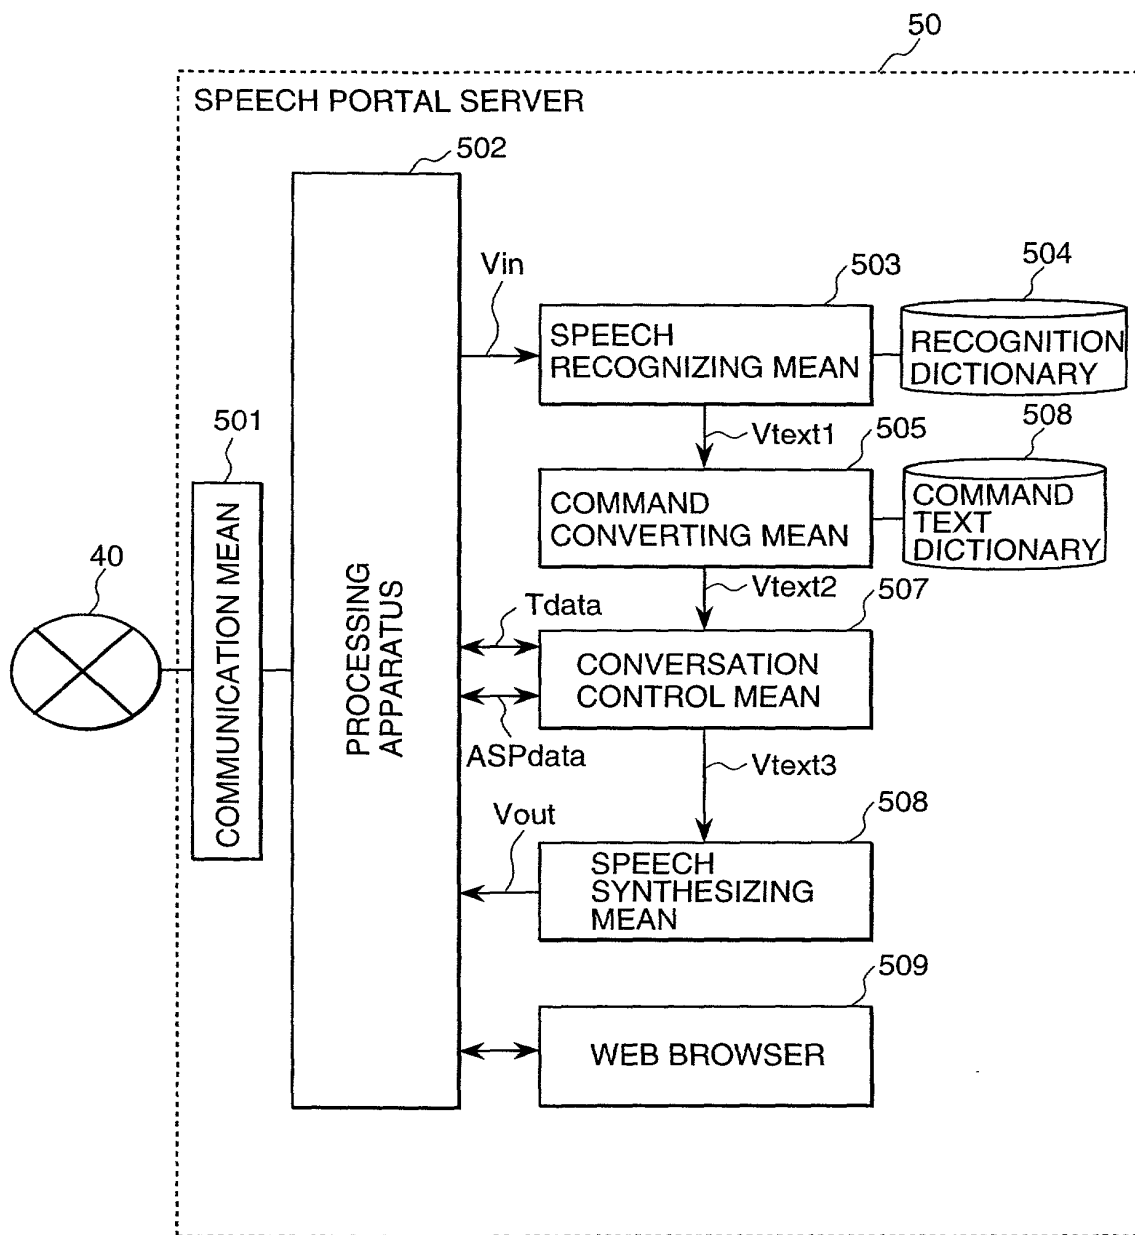 50
SPEECH PORTAL SERVER
502
Vin
503
504
SPEECH
RECOGNIZING MEAN
RECOGNITION
DICTIONARY
501
Vtext1
505
508
COMMAND
CONVERTING MEAN
COMMAND
TEXT
DICTIONARY
40
COMMUNICATION MEAN
PROCESSING
APPARATUS
Tdata
Vtext2
507
CONVERSATION
CONTROL MEAN
ASPdata
Vtext3
Vout
508
SPEECH
SYNTHESIZING
MEAN
509
WEB BROWSER